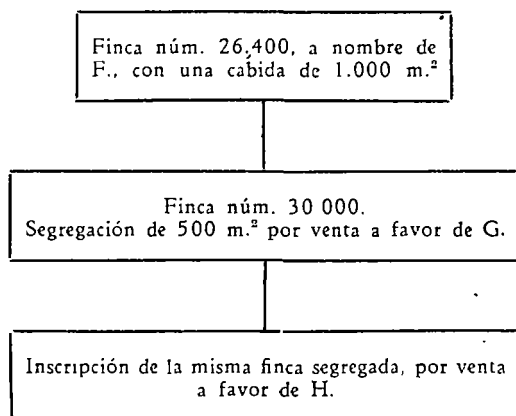 Finca núm. 26.400, a nombre de
F., con una cabida de 1.000 m.²
Finca núm. 30 000.
Segregación de 500 m.² por venta a favor de G.
Inscripción de la misma finca segregada, por venta
a favor de H.